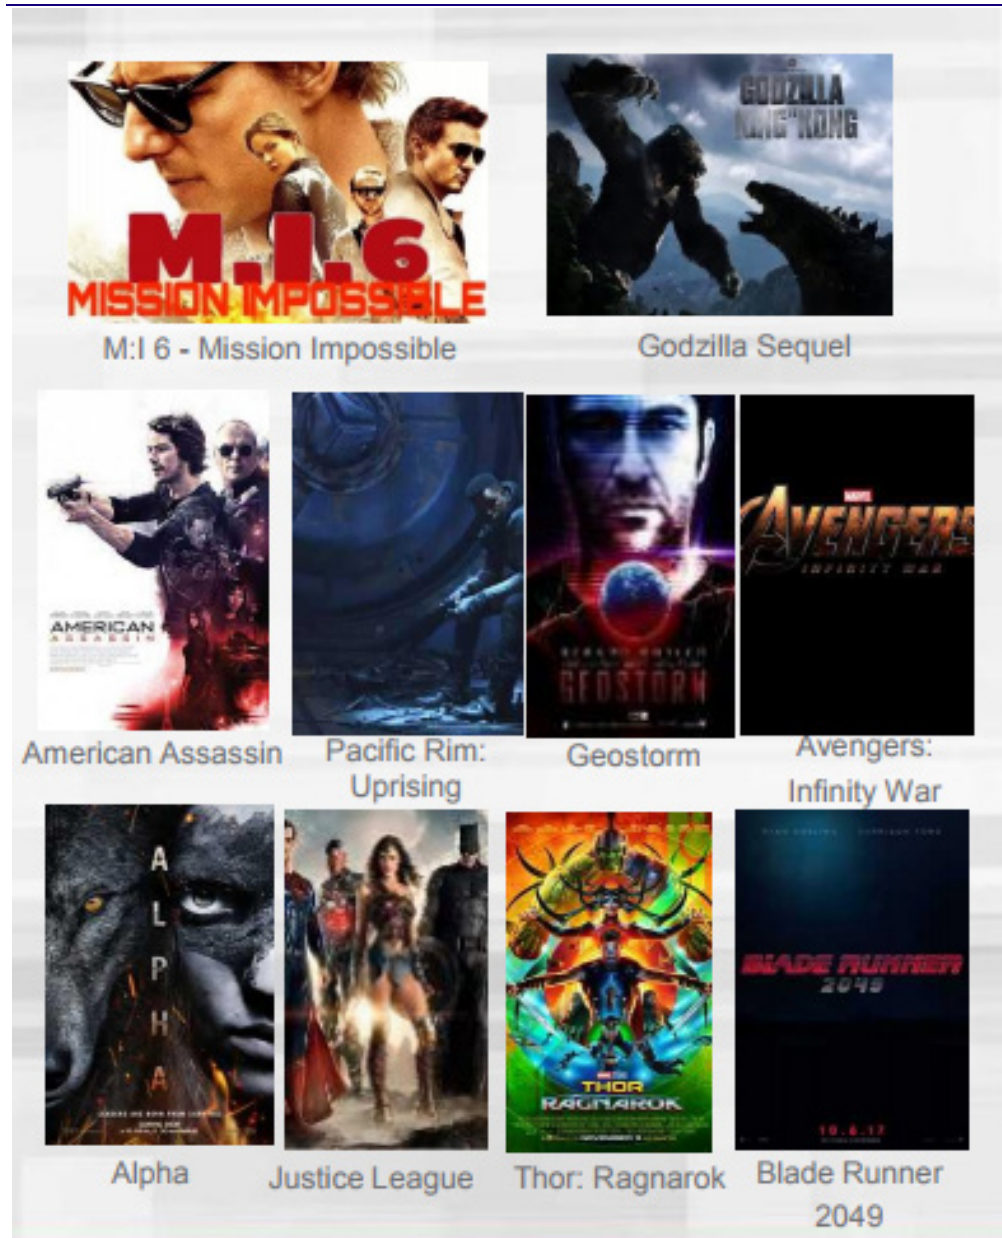 GODZILLA
KING KONG
M.I.6
MISSION IMPOSSIBLE
M:I 6 - Mission Impossible
Godzilla Sequel
AMERICAN
ASSASSIN
MARVEL
AVENGERS
INFINITY WAR
GEOSTORM
American Assassin
Pacific Rim:
Uprising
Geostorm
Avengers:
Infinity War
A
L
P
H
A
THOR
RAGNAROK
BLADE RUNNER
2049
10.6.17
Alpha
Justice League
Thor: Ragnarok
Blade Runner
2049